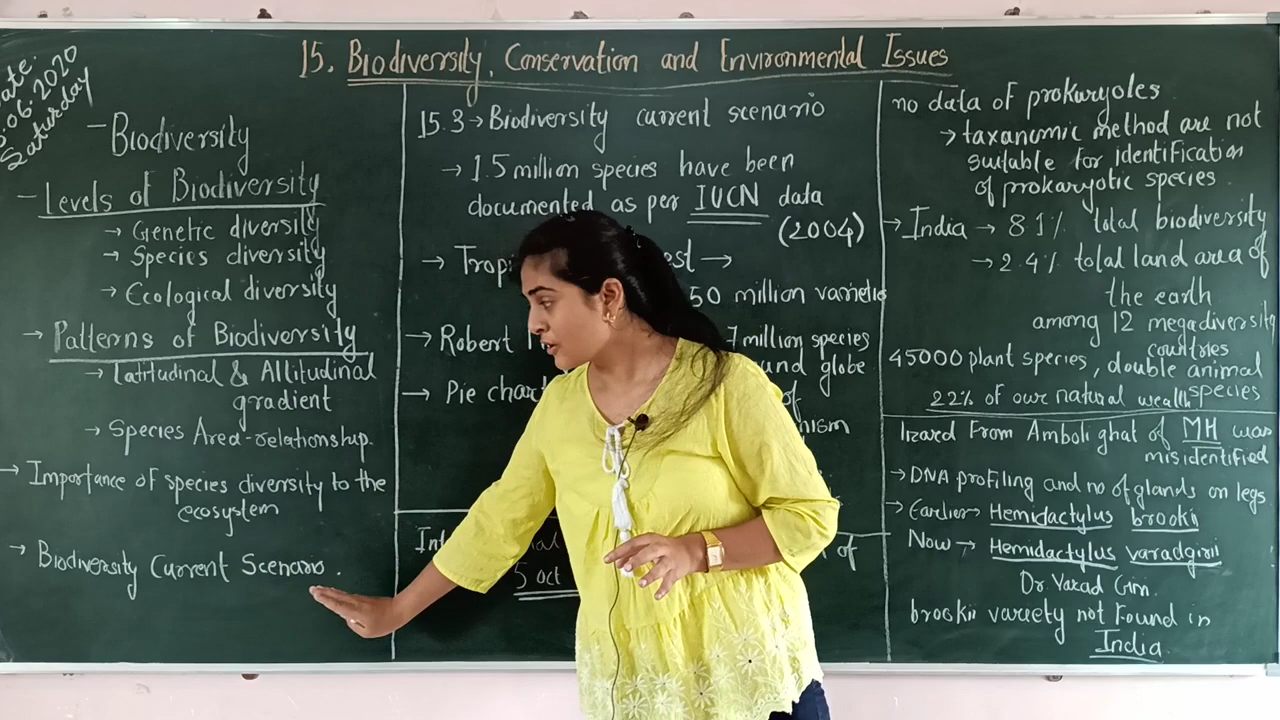 15. Biodiversity, Conservation and Environmental Issues
06.2020
Saturday
- Biodiversity
- Levels of Biodiversity
→ Genetic diversity
→ Species diversity
→ Ecological diversity
→ Patterns of Biodiversity
→ Latitudinal & Altitudinal
gradient
→ Species Area-relationship.
→ Importance of species diversity to the
ecosystem
→ Biodiversity Current Scenario.
15.3 → Biodiversity current scenario
→ 1.5 million species have been
documented as per IUCN data
(2004)
→ Trop est →
50 million varieties
→ Robert 7 million species
und globe
→ Pie chart of
nism
of
5 oct
no data of prokaryoles
→ taxanomic method are not
suitable for identification
of prokaryotic species.
→ India → 8.1% total biodiversity
→ 2.4% total land area of
the earth
among 12 megadiversity
countries
45000 plant species, double animal
species
22% of our natural wealth
lizard From Amboli ghat of MH was
misidentified
→ DNA profiling and no of glands on legs
→ Earlier → Hemidactylus brookii
Now → Hemidactylus varadgirii
Dr. Varad Giri.
brookii variety not Found in
India.